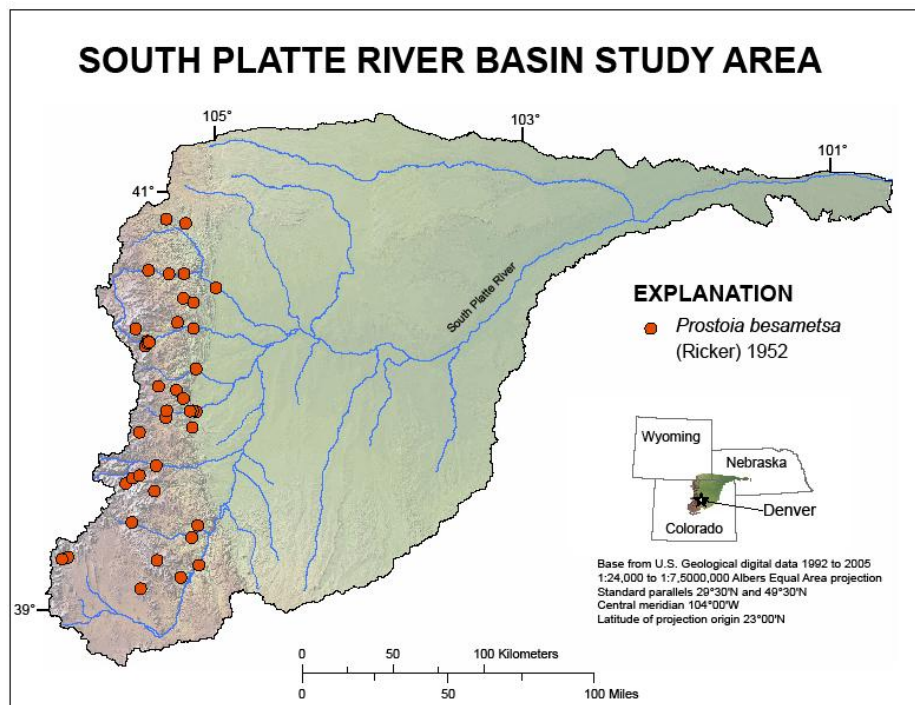 SOUTH PLATTE RIVER BASIN STUDY AREA
105°
103°
101°
41°
South Platte River
EXPLANATION
Prostoia besametsa
(Ricker) 1952
Wyoming
Nebraska
Denver
Colorado
Base from U.S. Geological digital data 1992 to 2005
1:24,000 to 1:7,5000,000 Albers Equal Area projection
Standard parallels 29°30'N and 49°30'N
Central meridian 104°00'W
Latitude of projection origin 23°00'N
39°
0 50 100 Kilometers
0 50 100 Miles